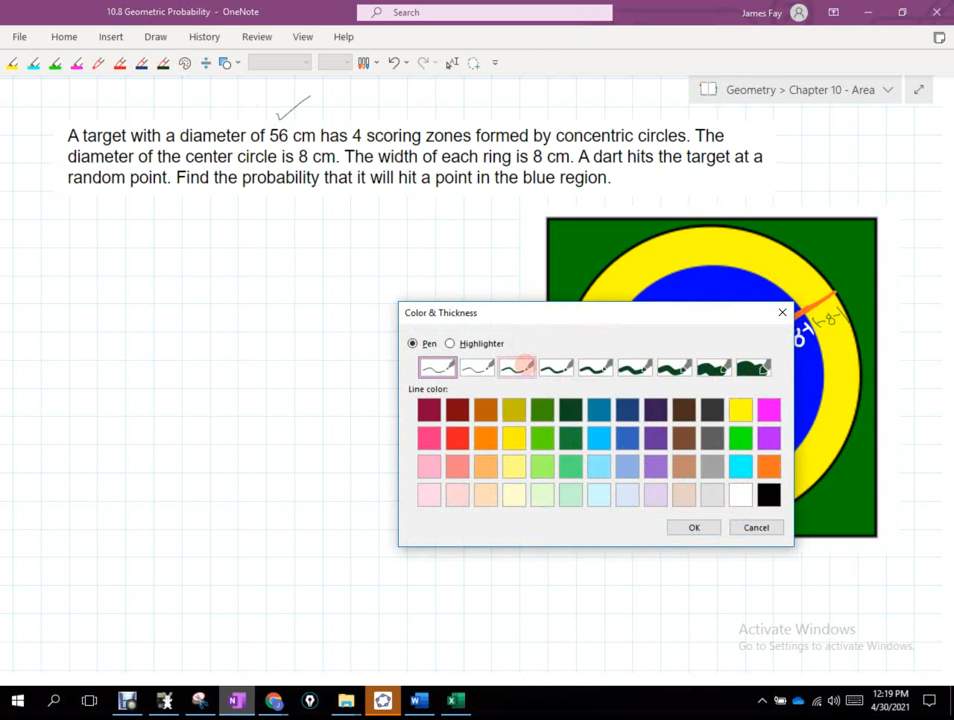 10.8 Geometric Probability - OneNote
Search
James Fay
File Home Insert Draw History Review View Help
Geometry > Chapter 10 - Area
A target with a diameter of 56 cm has 4 scoring zones formed by concentric circles. The
diameter of the center circle is 8 cm. The width of each ring is 8 cm. A dart hits the target at a
random point. Find the probability that it will hit a point in the blue region.
Color & Thickness
Pen Highlighter
Line color:
OK Cancel
8
8
Activate Windows
Go to Settings to activate Windows.
12:19 PM
4/30/2021